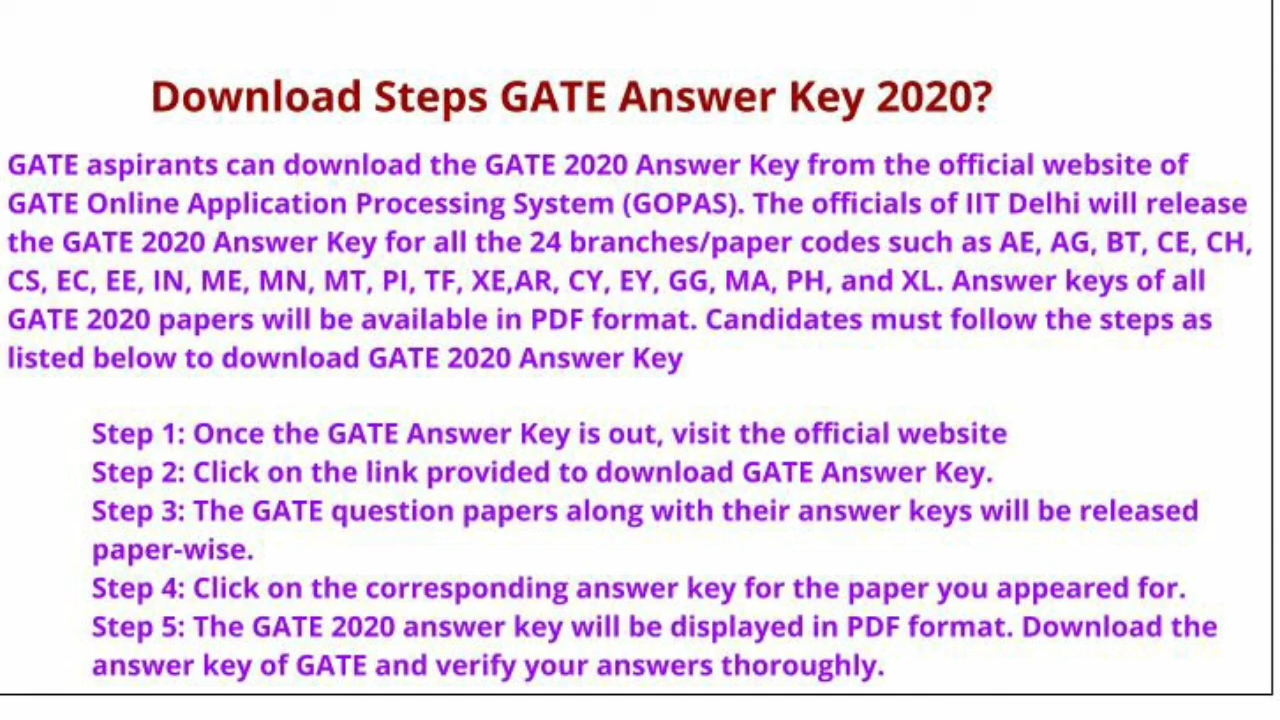 Download Steps GATE Answer Key 2020?
GATE aspirants can download the GATE 2020 Answer Key from the official website of
GATE Online Application Processing System (GOPAS). The officials of IIT Delhi will release
the GATE 2020 Answer Key for all the 24 branches/paper codes such as AE, AG, BT, CE, CH,
CS, EC, EE, IN, ME, MN, MT, PI, TF, XE,AR, CY, EY, GG, MA, PH, and XL. Answer keys of all
GATE 2020 papers will be available in PDF format. Candidates must follow the steps as
listed below to download GATE 2020 Answer Key
Step 1: Once the GATE Answer Key is out, visit the official website
Step 2: Click on the link provided to download GATE Answer Key.
Step 3: The GATE question papers along with their answer keys will be released
paper-wise.
Step 4: Click on the corresponding answer key for the paper you appeared for.
Step 5: The GATE 2020 answer key will be displayed in PDF format. Download the
answer key of GATE and verify your answers thoroughly.